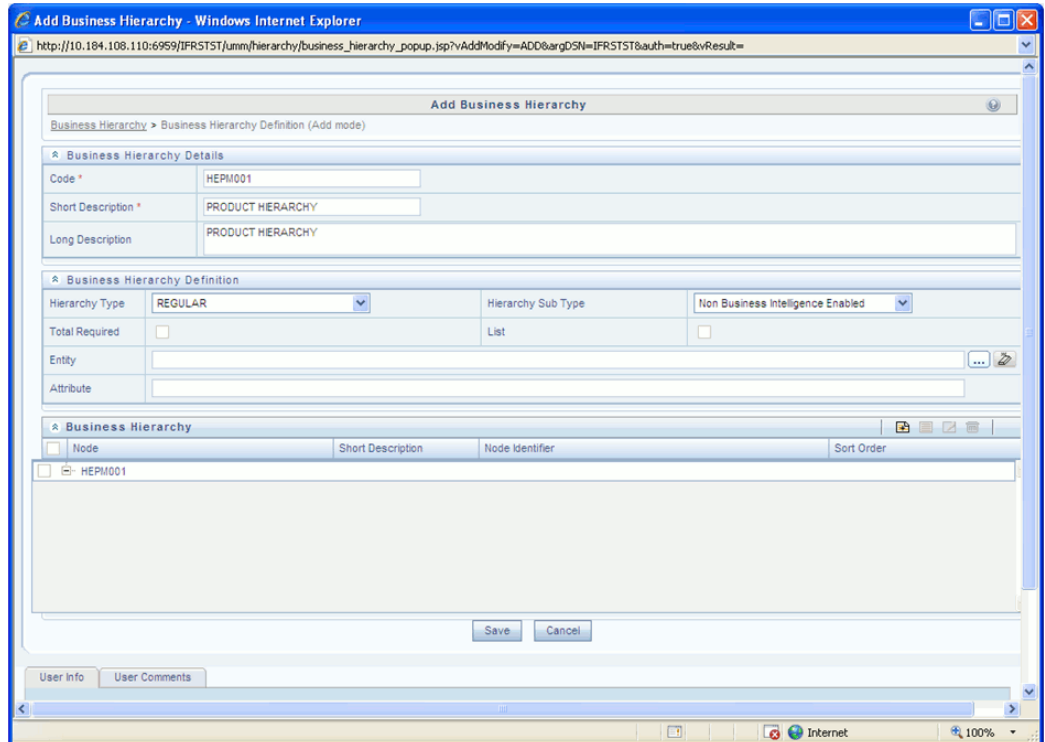 Add Business Hierarchy - Windows Internet Explorer
http://10.184.108.110:6959/IFRSTST/umm/hierarchy/business_hierarchy_popup.jsp?vAddModify=ADD&argDSN=IFRSTST&auth=true&vResult=
Add Business Hierarchy
Business Hierarchy > Business Hierarchy Definition (Add mode)
Business Hierarchy Details
Code * HEPM001
Short Description * PRODUCT HIERARCHY
Long Description PRODUCT HIERARCHY
Business Hierarchy Definition
Hierarchy Type REGULAR Hierarchy Sub Type Non Business Intelligence Enabled
Total Required List
Entity ...
Attribute
Business Hierarchy
Node Short Description Node Identifier Sort Order
HEPM001
Save Cancel
User Info User Comments
Internet 100%